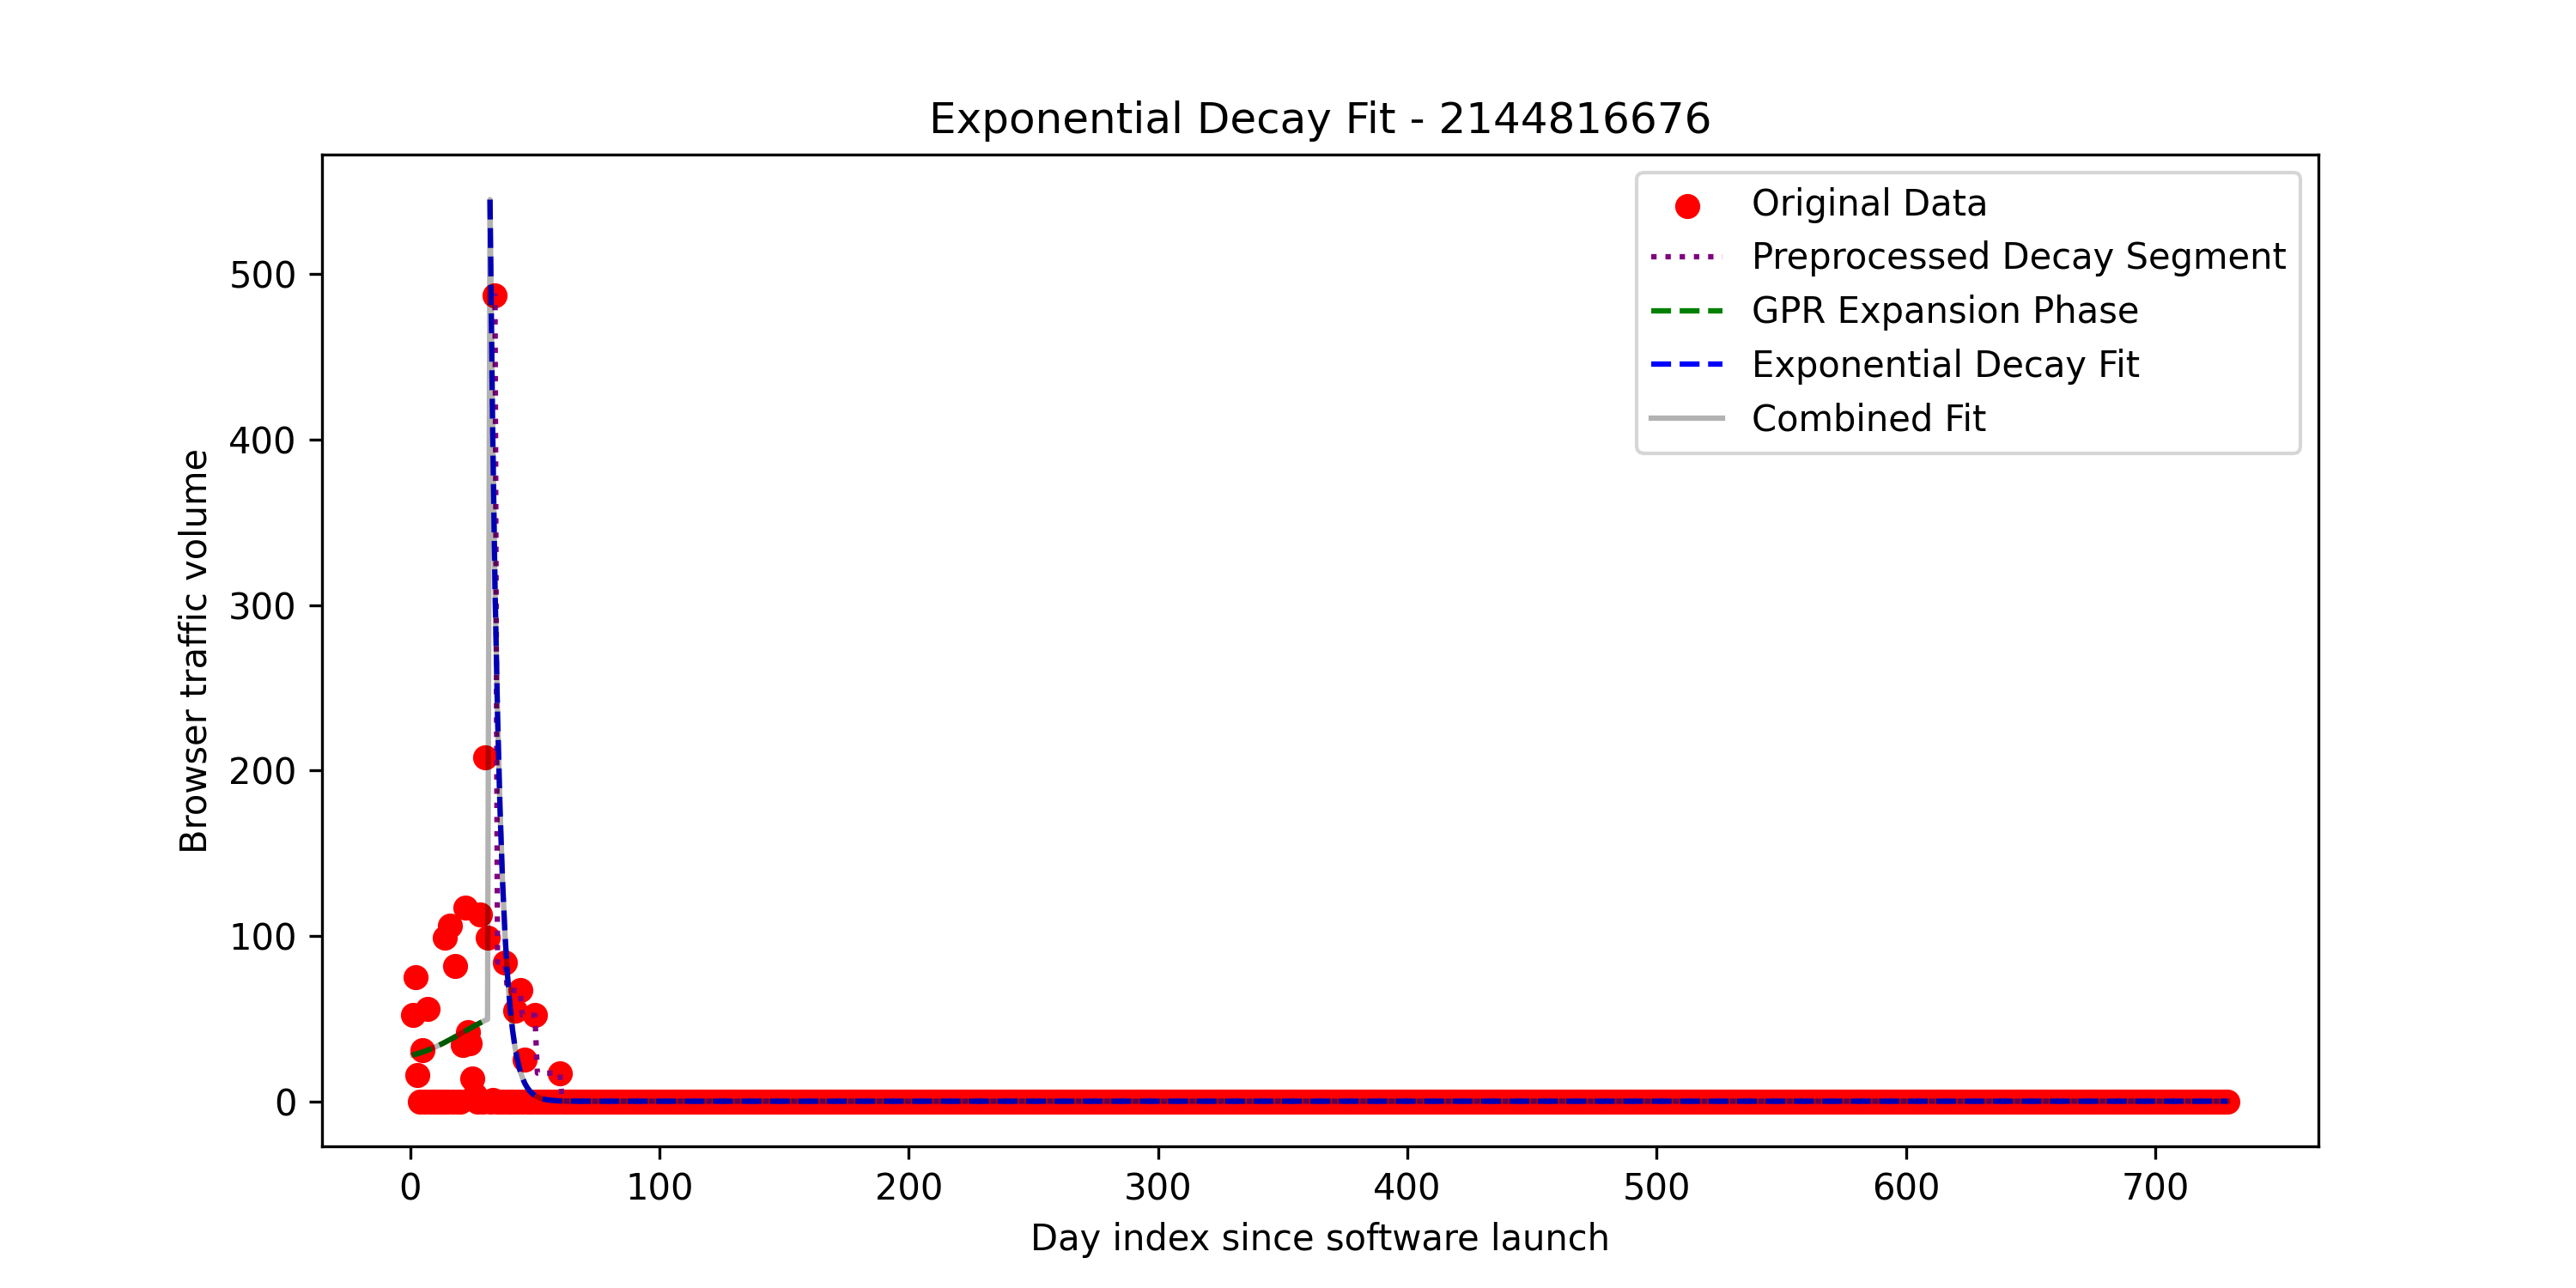 Exponential Decay Fit - 2144816676
Original Data
Preprocessed Decay Segment
GPR Expansion Phase
Exponential Decay Fit
Combined Fit
Browser traffic volume
500
400
300
200
100
0
0 100 200 300 400 500 600 700
Day index since software launch